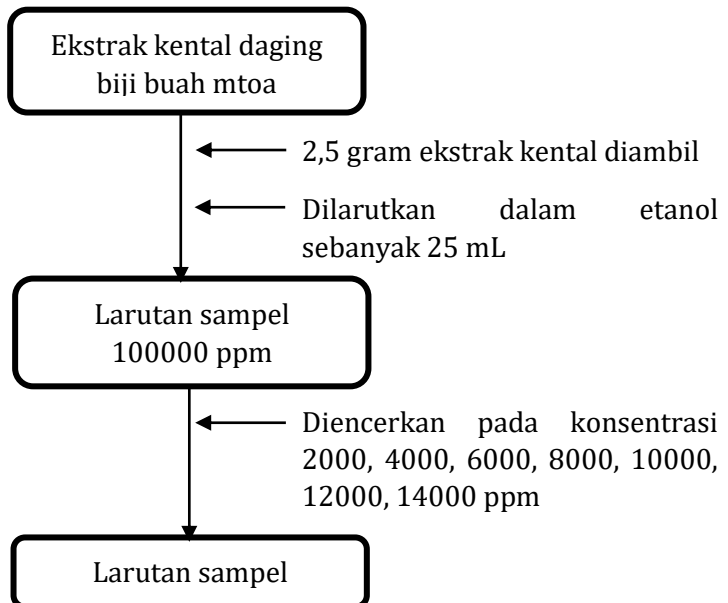 Ekstrak kental daging
biji buah mtoa
2,5 gram ekstrak kental diambil
Dilarutkan dalam etanol
sebanyak 25 mL
Larutan sampel
100000 ppm
Diencerkan pada konsentrasi
2000, 4000, 6000, 8000, 10000,
12000, 14000 ppm
Larutan sampel